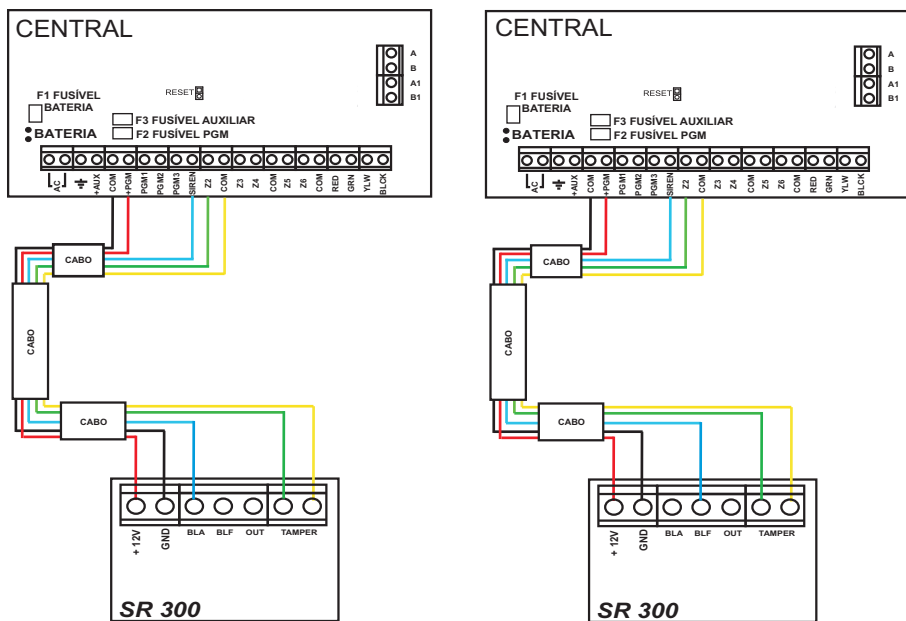 CENTRAL
A
B
A1
B1
RESET
F1 FUSÍVEL
BATERIA
F3 FUSÍVEL AUXILIAR
F2 FUSÍVEL PGM
BATERIA
AC
+AUX
COM
+PGM
PGM1
PGM2
PGM3
SIREN
Z2
COM
Z3
Z4
COM
Z5
Z6
COM
RED
GRN
YLW
BLCK
CABO
CABO
CABO
+ 12V
GND
BLA
BLF
OUT
TAMPER
SR 300
CENTRAL
A
B
A1
B1
RESET
F1 FUSÍVEL
BATERIA
F3 FUSÍVEL AUXILIAR
F2 FUSÍVEL PGM
BATERIA
AC
+AUX
COM
+PGM
PGM1
PGM2
PGM3
SIREN
Z2
COM
Z3
Z4
COM
Z5
Z6
COM
RED
GRN
YLW
BLCK
CABO
CABO
CABO
+ 12V
GND
BLA
BLF
OUT
TAMPER
SR 300